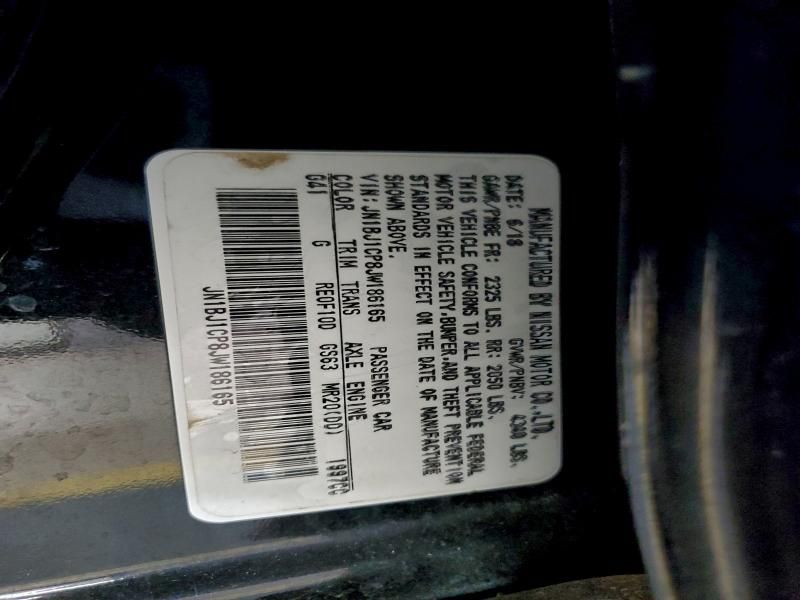 MANUFACTURED BY NISSAN MOTOR CO.,LTD.
DATE: 6/18 GVWR/PNBV: 4340 LBS.
GAWR/PNBE FR: 2325 LBS. RR: 2050 LBS.
THIS VEHICLE CONFORMS TO ALL APPLICABLE FEDERAL
MOTOR VEHICLE SAFETY,BUMPER,AND THEFT PREVENTION
STANDARDS IN EFFECT ON THE DATE OF MANUFACTURE
SHOWN ABOVE.
VIN:JN1BJ1CP8JW186165 PASSENGER CAR
COLOR TRIM TRANS AXLE ENGINE
G41 G RE0F10D GS63 MR20(DD) 1997CC
JN1BJ1CP8JW186165